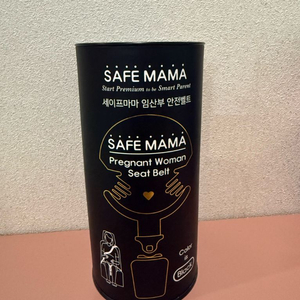 SAFE MAMA
Start Premium to be Smart Parent
세이프마마 임산부 안전벨트
SAFE MAMA
Pregnant Woman
Seat Belt
Color
Black